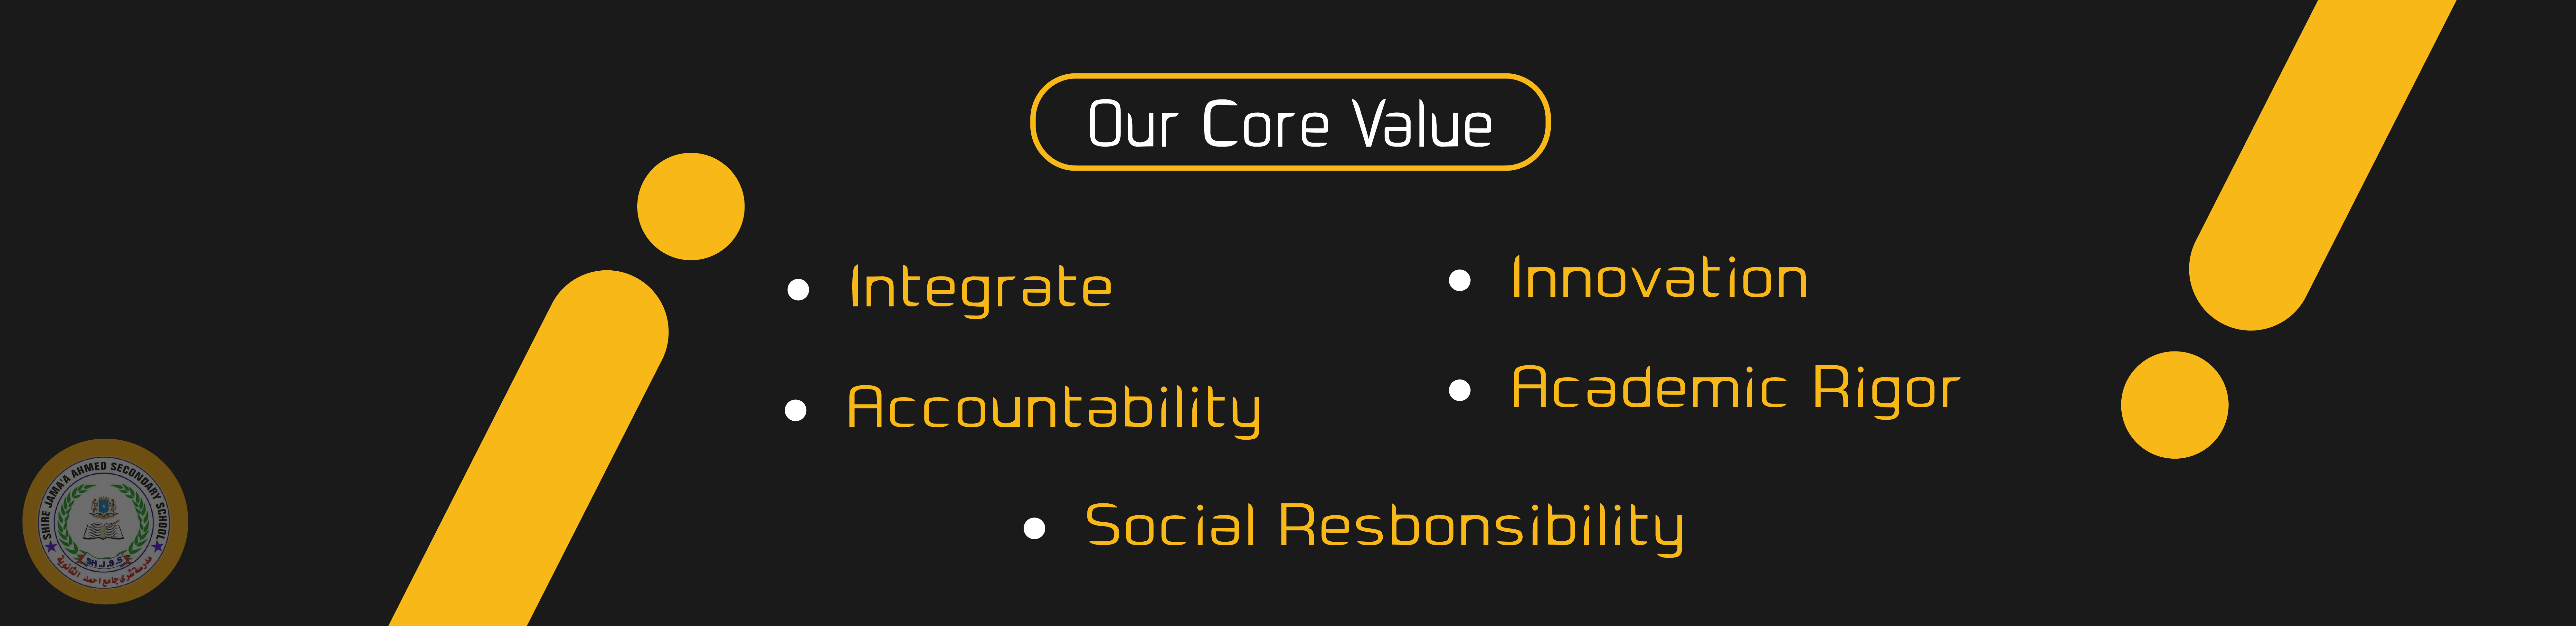 Our Core Value
Integrate
Innovation
Accountability
Academic Rigor
Social Resbonsibility
SHIRE JAMA'A AHMED SECONDARY SCHOOL
SH.J.S.S
مدرسة شري جامع احمد الثانوية